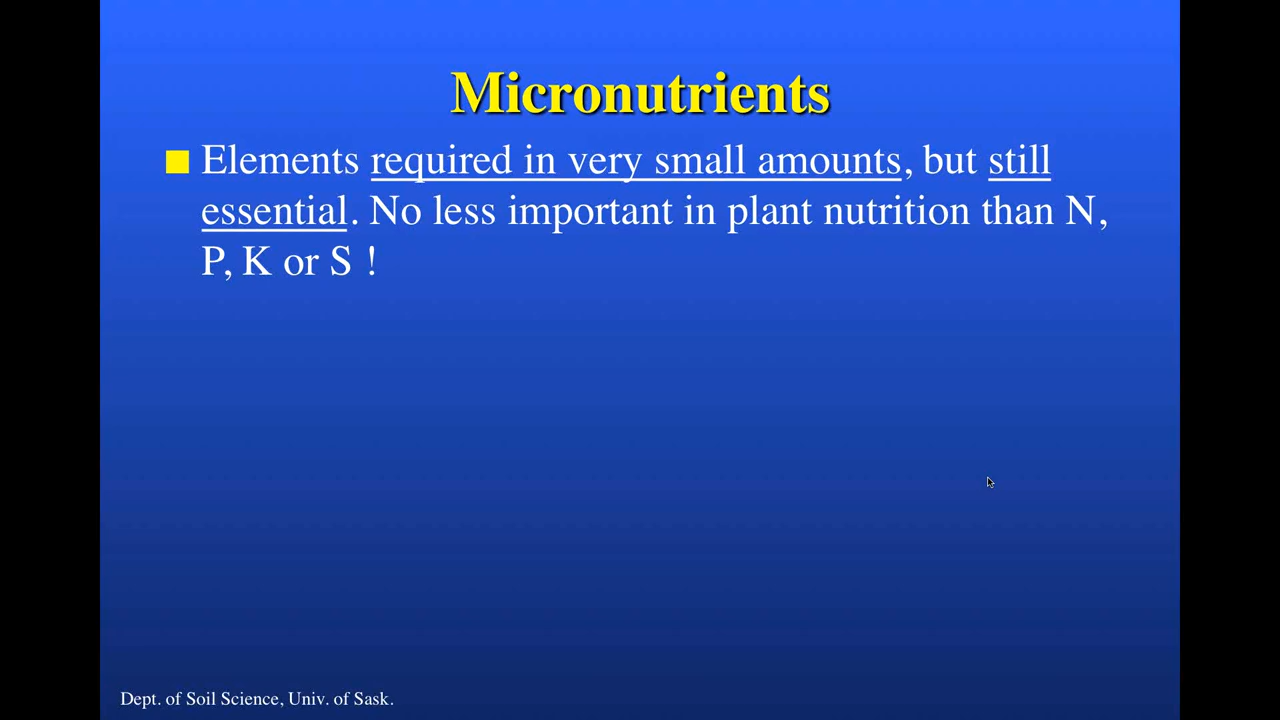 Micronutrients
Elements required in very small amounts, but still
essential. No less important in plant nutrition than N,
P, K or S !
Dept. of Soil Science, Univ. of Sask.